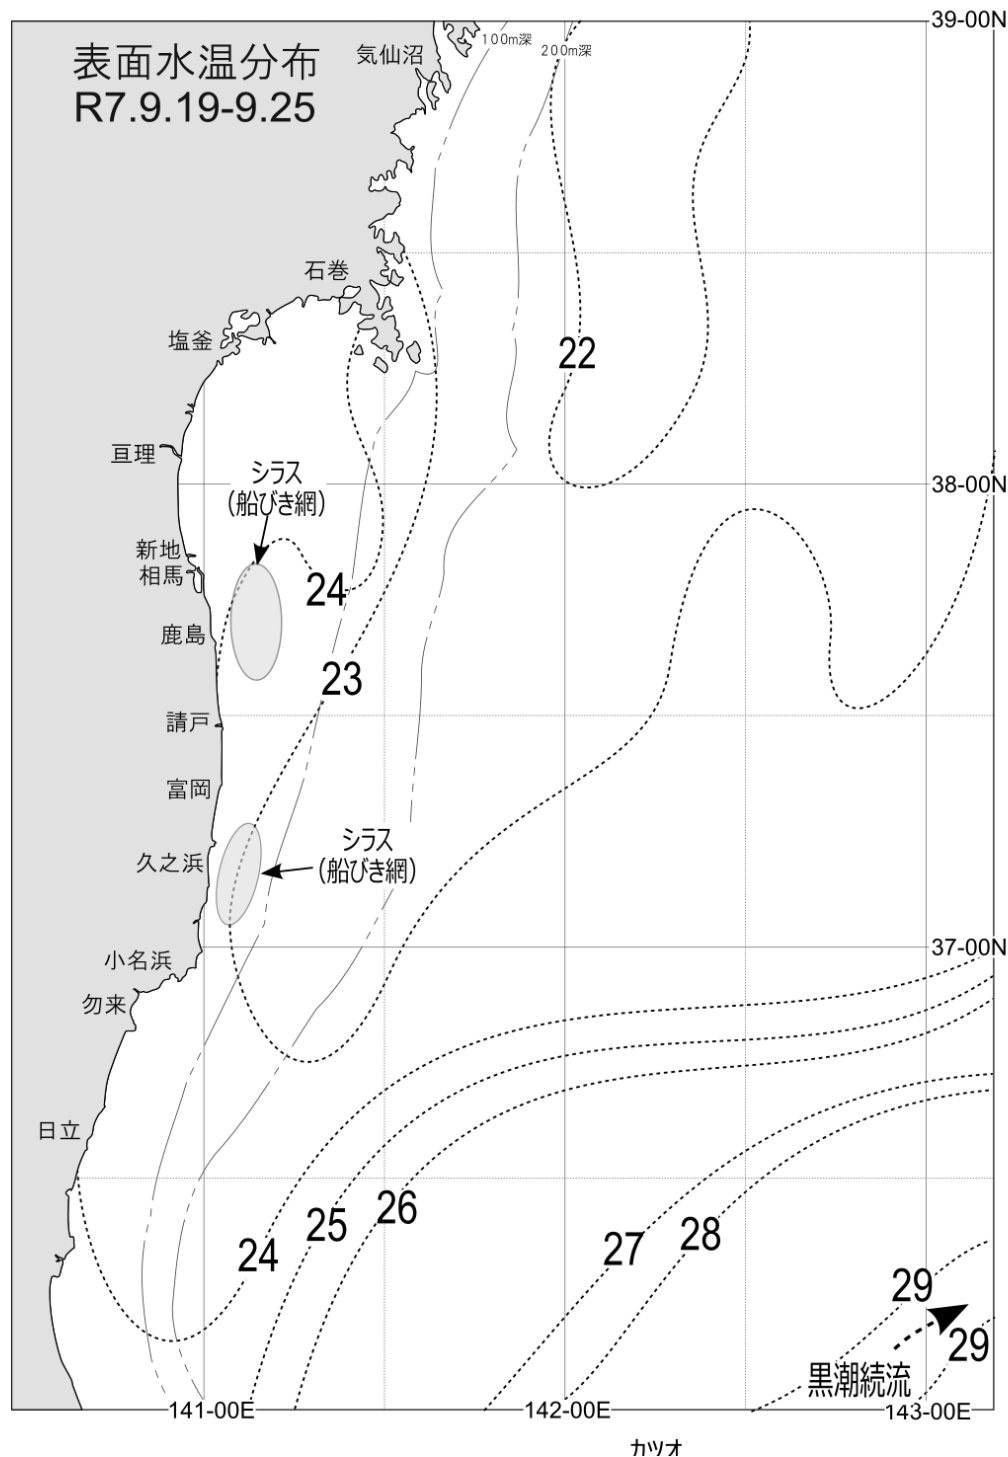 39-00N
表面水温分布
R7.9.19-9.25
気仙沼
100m深
200m深
石巻
塩釜
22
亘理
シラス
(船びき網)
38-00N
新地
相馬
24
鹿島
23
請戸
富岡
シラス
(船びき網)
久之浜
37-00N
小名浜
勿来
日立
24
25
26
27
28
29
29
黒潮続流
141-00E
142-00E
143-00E
カツオ